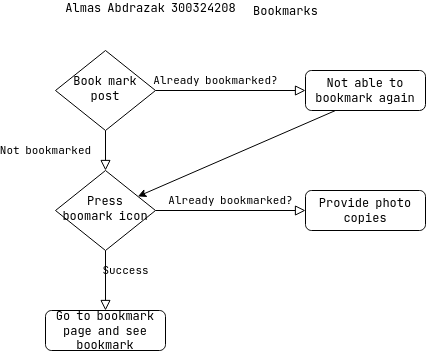 Almas Abdrazak 300324208
Bookmarks
Book mark
post
Already bookmarked?
Not able to
bookmark again
Not bookmarked
Press
boomark icon
Already bookmarked?
Provide photo
copies
Success
Go to bookmark
page and see
bookmark